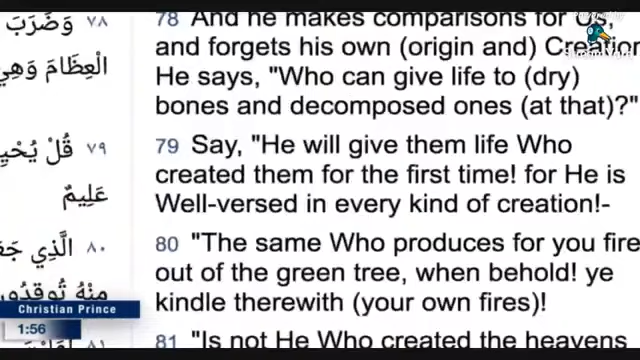 ٧٨ وَضَرَبَ
78 And he makes comparisons for Us,
and forgets his own (origin and) Creation
الْعِظَامَ وَهِيَ
He says, "Who can give life to (dry)
bones and decomposed ones (at that)?"
٧٩ قُلْ
79 Say, "He will give them life Who
created them for the first time! for He is
عَلِيمٌ
Well-versed in every kind of creation!-
٨٠ الَّذِي
80 "The same Who produces for you fire
out of the green tree, when behold! ye
مِنْهُ
kindle therewith (your own fires)!
81 "Is not He Who created the heavens
Christian Prince
1:56